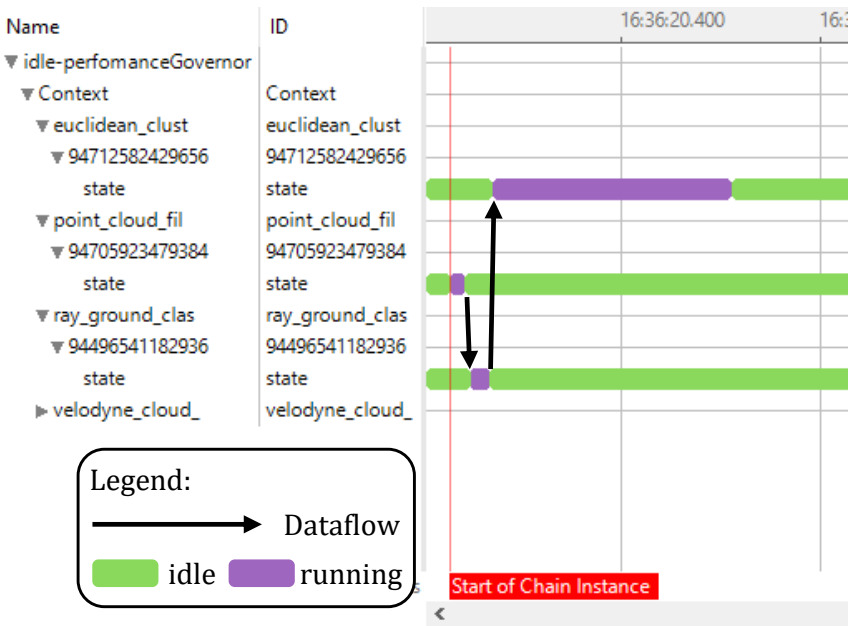 Name ID 16:36:20.400 16:3
idle-perfomanceGovernor
Context Context
euclidean_clust euclidean_clust
94712582429656 94712582429656
state state
point_cloud_fil point_cloud_fil
94705923479384 94705923479384
state state
ray_ground_clas ray_ground_clas
94496541182936 94496541182936
state state
velodyne_cloud_ velodyne_cloud_
Legend:
Dataflow
idle running
s Start of Chain Instance